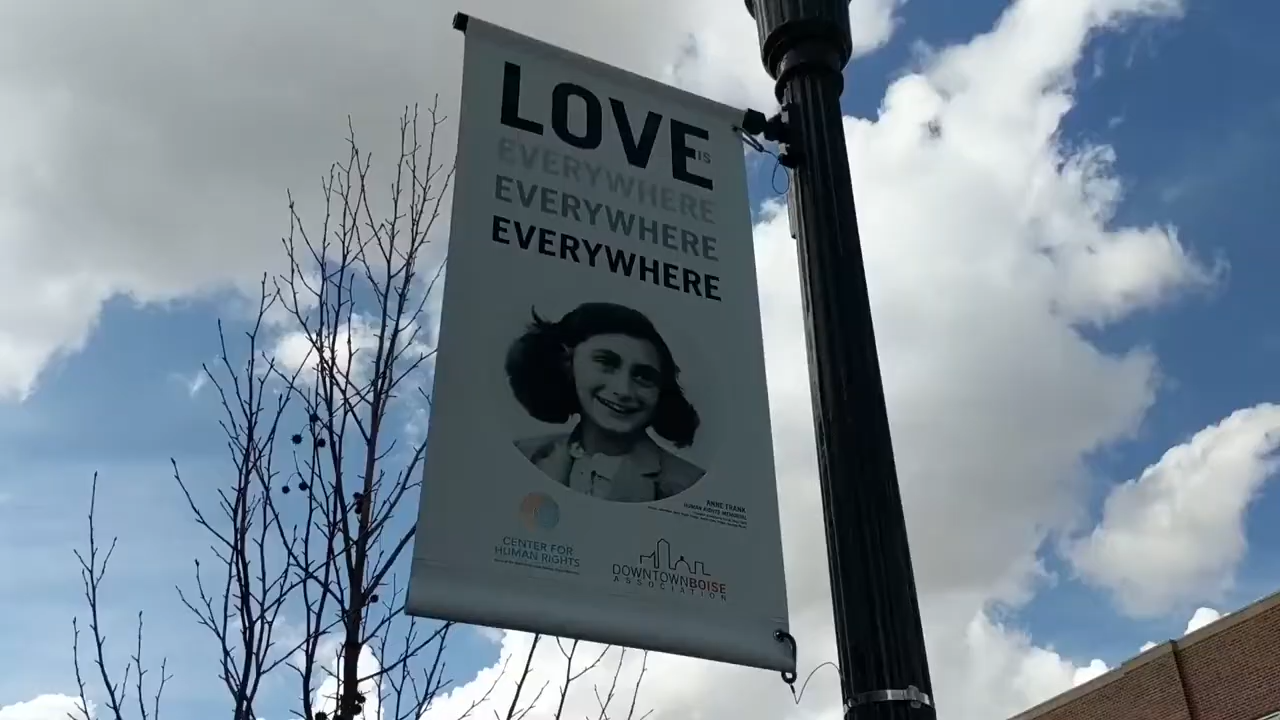 LOVE IS
EVERYWHERE
EVERYWHERE
EVERYWHERE
ANNE FRANK
HUMAN RIGHTS MEMORIAL
CENTER FOR
HUMAN RIGHTS
DOWNTOWNBOISE
ASSOCIATION